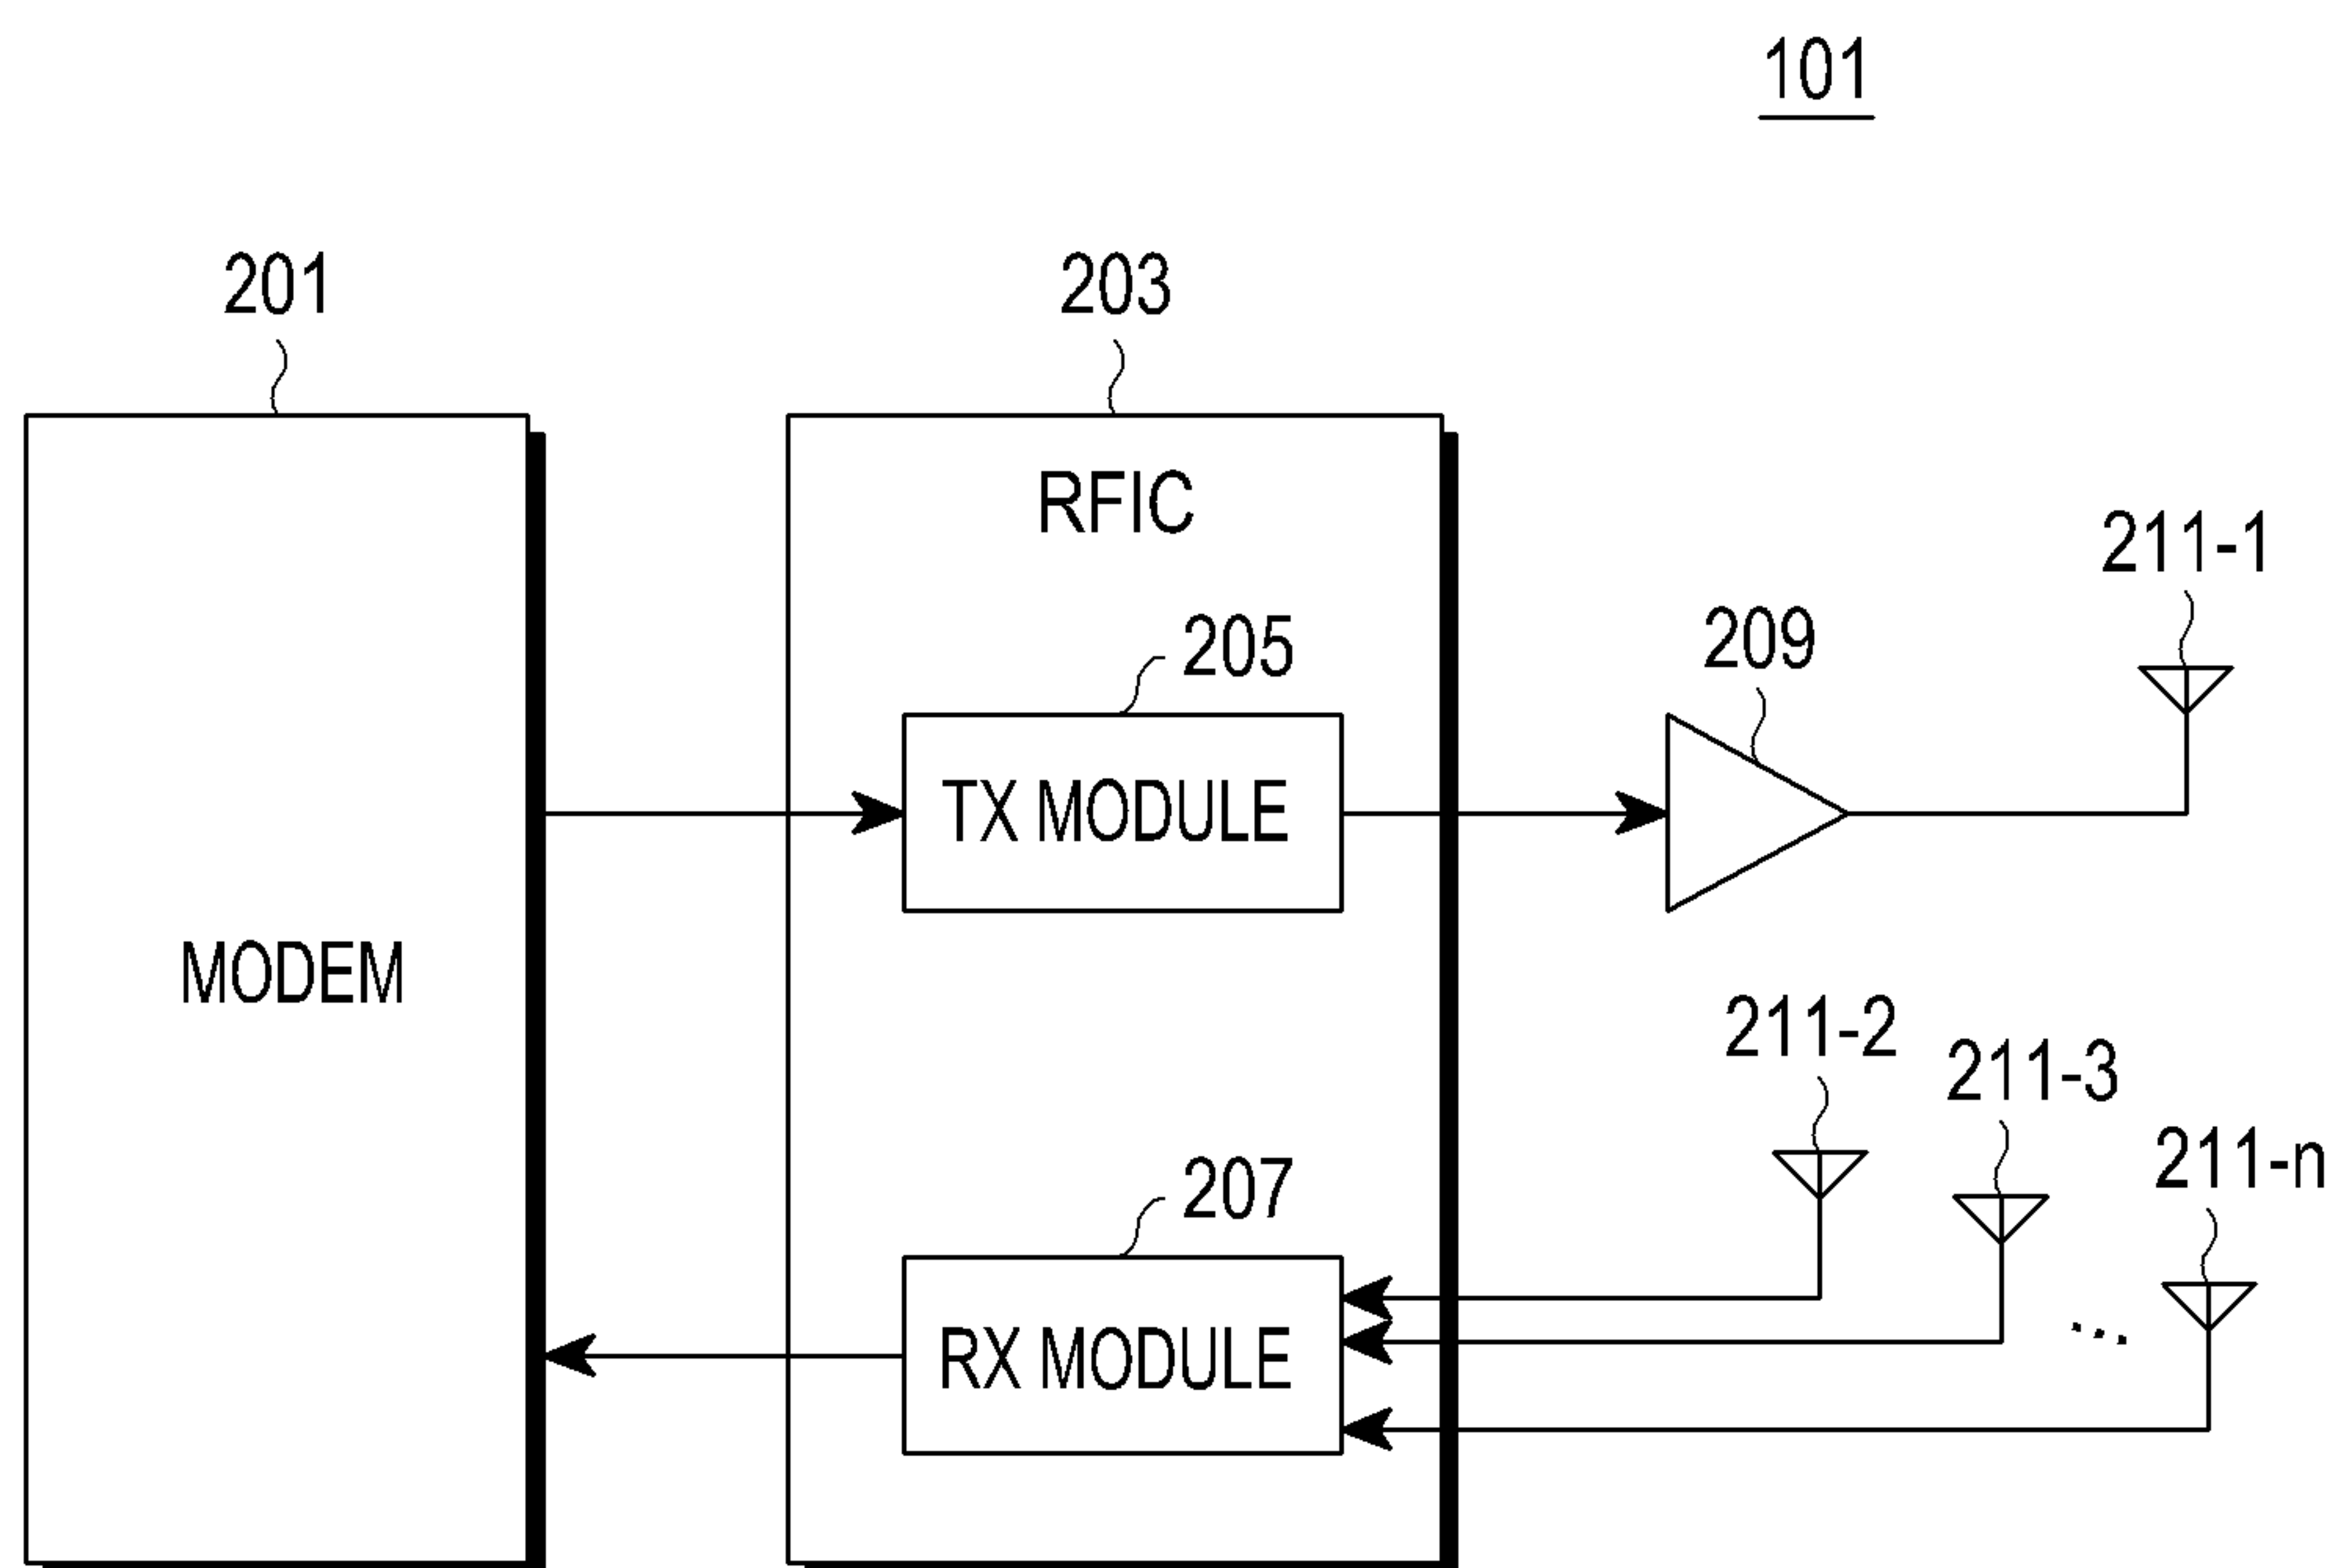 101
201
203
RFIC
211-1
205
209
TX MODULE
MODEM
211-2
211-3
211-n
207
RX MODULE
...